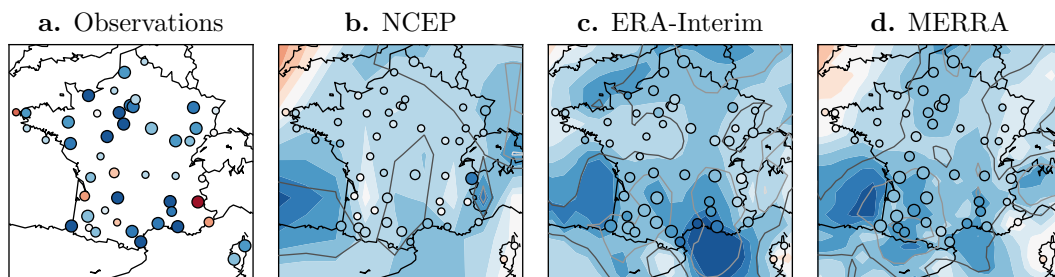 a. Observations
b. NCEP
c. ERA-Interim
d. MERRA